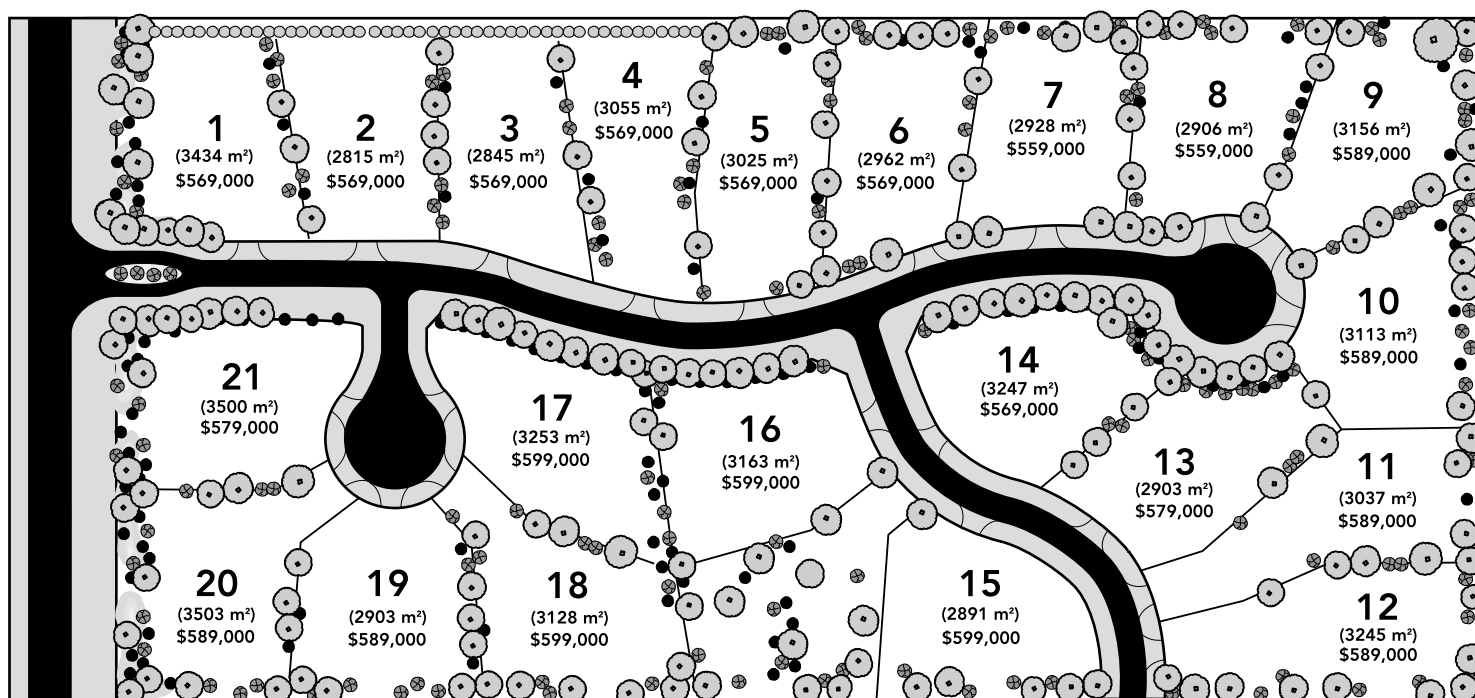 1
(3434 m²)
$569,000
2
(2815 m²)
$569,000
3
(2845 m²)
$569,000
4
(3055 m²)
$569,000
5
(3025 m²)
$569,000
6
(2962 m²)
$569,000
7
(2928 m²)
$559,000
8
(2906 m²)
$559,000
9
(3156 m²)
$589,000
10
(3113 m²)
$589,000
21
(3500 m²)
$579,000
17
(3253 m²)
$599,000
16
(3163 m²)
$599,000
14
(3247 m²)
$569,000
13
(2903 m²)
$579,000
11
(3037 m²)
$589,000
20
(3503 m²)
$589,000
19
(2903 m²)
$589,000
18
(3128 m²)
$599,000
15
(2891 m²)
$599,000
12
(3245 m²)
$589,000